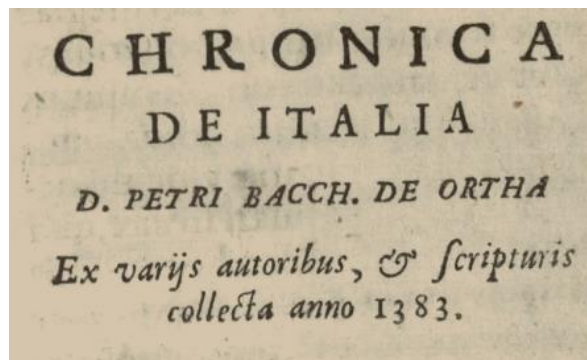 CHRONICA
DE ITALIA
D. PETRI BACCH. DE ORTHA
Ex varijs autoribus, & ſcripturis
collecta anno 1383.